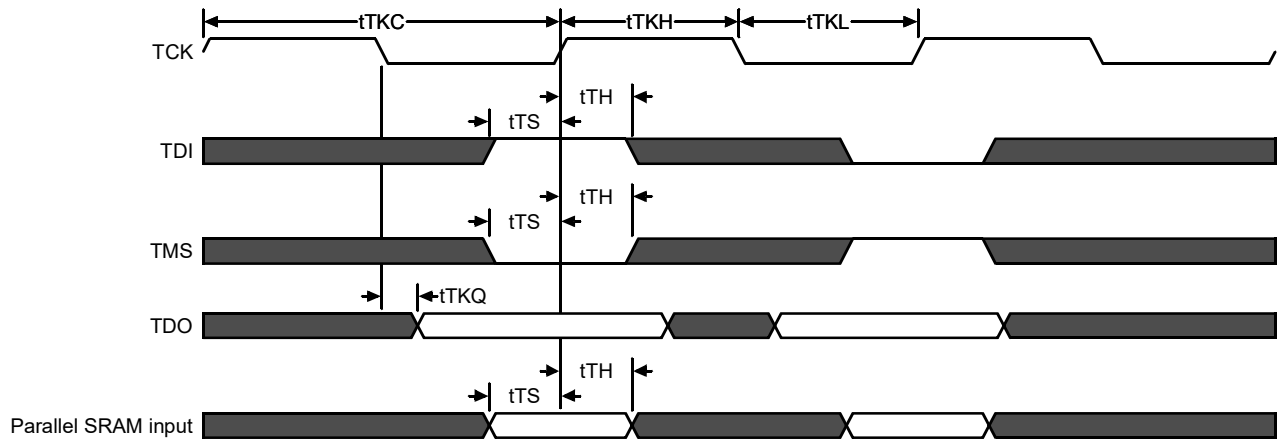 tTKC
tTKH
tTKL
TCK
tTH
tTS
TDI
tTH
tTS
TMS
tTKQ
TDO
tTH
tTS
Parallel SRAM input